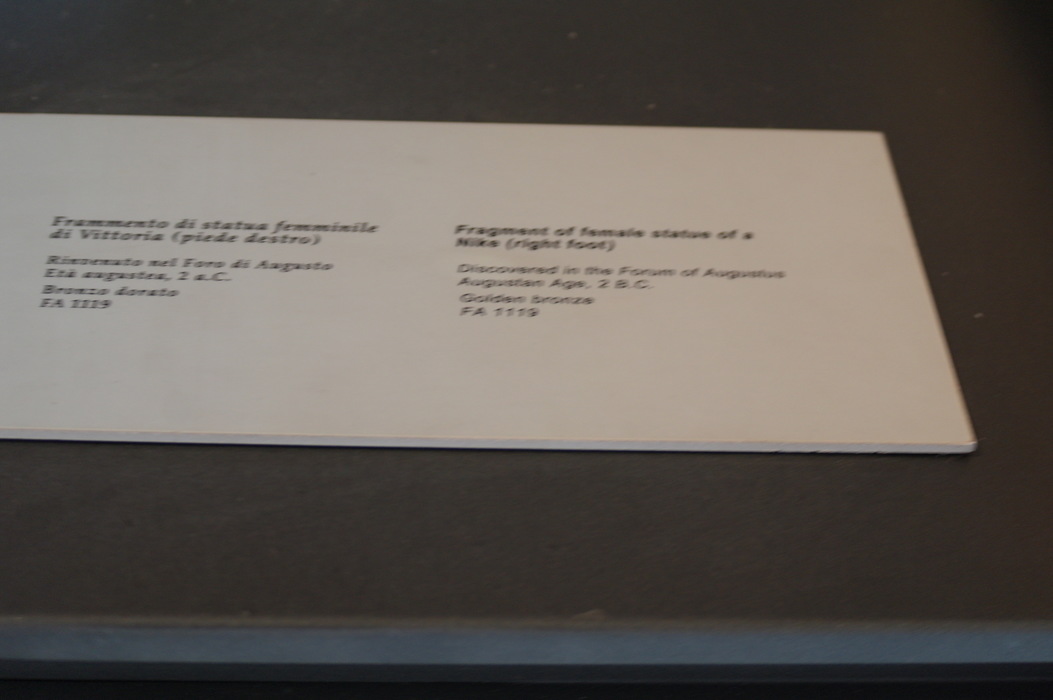 Frammento di statua femminile
di Vittoria (piede destro)
Rinvenuto nel Foro di Augusto
Età augustea, 2 a.C.
Bronzo dorato
FA 1119
Fragment of female statue of a
Nike (right foot)
Discovered in the Forum of Augustus
Augustan Age, 2 B.C.
Golden bronze
FA 1119